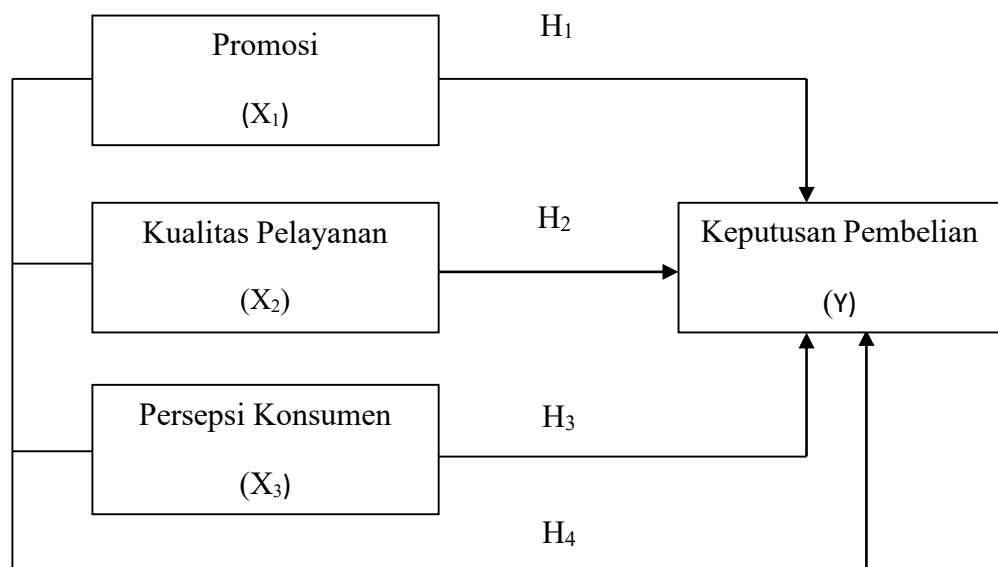 H₁
Promosi
(X₁)
H₂
Kualitas Pelayanan
(X₂)
Keputusan Pembelian
(Y)
Persepsi Konsumen
(X₃)
H₃
H₄